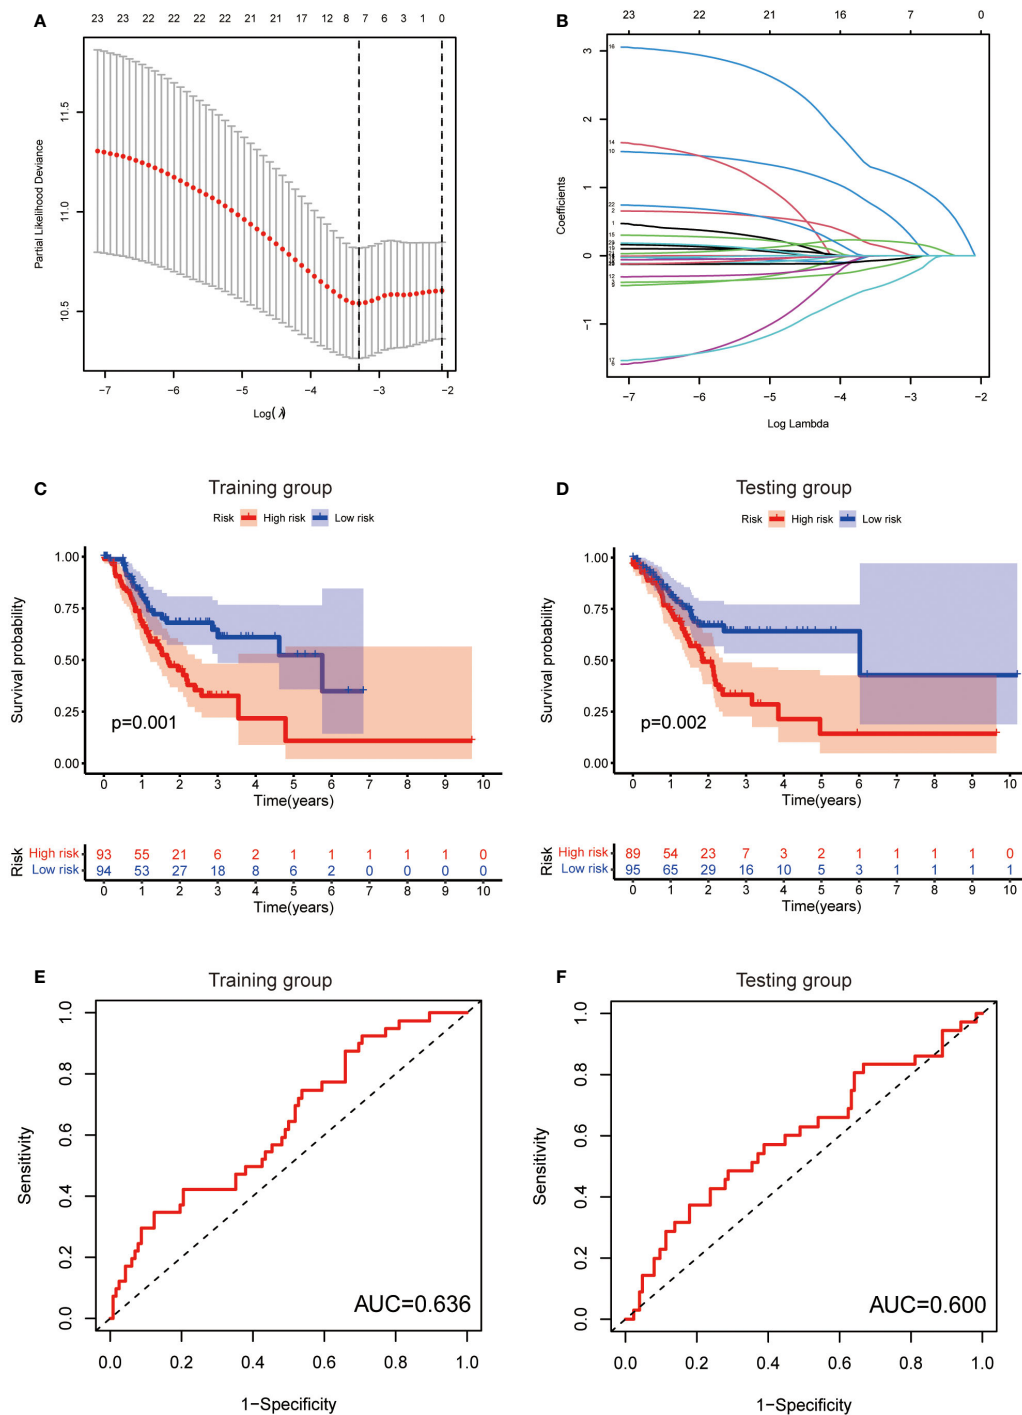 A
23 23 22 22 22 22 21 21 17 12 8 7 6 3 1 0
Partial Likelihood Deviance
11.5
11.0
10.5
−7 −6 −5 −4 −3 −2
Log(λ)
B
23 22 21 16 7 0
Coefficients
3
2
1
0
−1
16
14
10
22
2
1
15
12
9
17
6
−7 −6 −5 −4 −3 −2
Log Lambda
C
Training group
Risk High risk Low risk
Survival probability
1.00
0.75
0.50
0.25
0.00
p=0.001
0 1 2 3 4 5 6 7 8 9 10
Time(years)
Risk
High risk 93 55 21 6 2 1 1 1 1 1 0
Low risk 94 53 27 18 8 6 2 0 0 0 0
0 1 2 3 4 5 6 7 8 9 10
Time(years)
D
Testing group
Risk High risk Low risk
Survival probability
1.00
0.75
0.50
0.25
0.00
p=0.002
0 1 2 3 4 5 6 7 8 9 10
Time(years)
Risk
High risk 89 54 23 7 3 2 1 1 1 1 0
Low risk 95 65 29 16 10 5 3 1 1 1 1
0 1 2 3 4 5 6 7 8 9 10
Time(years)
E
Training group
Sensitivity
1.0
0.8
0.6
0.4
0.2
0.0
AUC=0.636
0.0 0.2 0.4 0.6 0.8 1.0
1−Specificity
F
Testing group
Sensitivity
1.0
0.8
0.6
0.4
0.2
0.0
AUC=0.600
0.0 0.2 0.4 0.6 0.8 1.0
1−Specificity